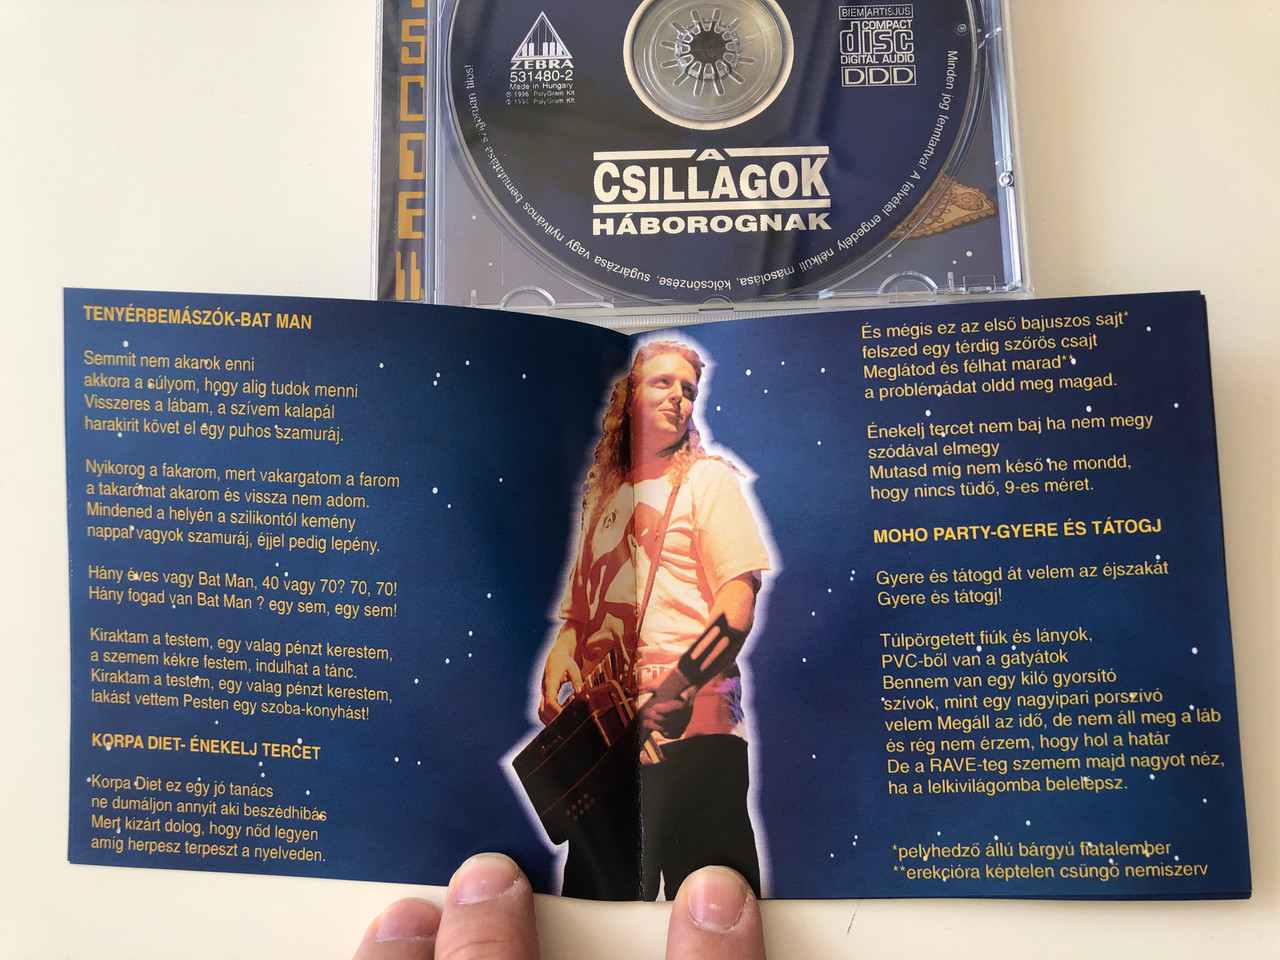 ZEBRA
531480-2
Made in Hungary
BIEM ARTISJUS
COMPACT
disc
DIGITAL AUDIO
DDD
A
CSILLAGOK
HÁBOROGNAK
Minden jog fenntartva! A felvétel engedély nélküli másolása, kölcsönzése, sugárzása vagy nyilvános bemutatása szigorúan tilos!
TENYÉRBEMÁSZÓK-BAT MAN
Semmit nem akarok enni
akkora a súlyom, hogy alig tudok menni
Visszeres a lábam, a szívem kalapál
harakirit követ el egy puhos szamuráj.
Nyikorog a fakarom, mert vakargatom a farom
a takarómat akarom és vissza nem adom.
Mindened a helyén a szilikontól kemény
nappal vagyok szamuráj, éjjel pedig lepény.
Hány éves vagy Bat Man, 40 vagy 70? 70, 70!
Hány fogad van Bat Man ? egy sem, egy sem!
Kiraktam a testem, egy valag pénzt kerestem,
a szemem kékre festem, indulhat a tánc.
Kiraktam a testem, egy valag pénzt kerestem,
lakást vettem Pesten egy szoba-konyhást!
KORPA DIET- ÉNEKELJ TERCET
Korpa Diet ez egy jó tanács
ne dumáljon annyit aki beszédhibás
Mert kizárt dolog, hogy nőd legyen
amíg herpesz terpeszt a nyelveden.
És mégis ez az első bajuszos sajt*
felszed egy térdig szőrös csajt
Meglátod és félhat marad**
a problémádat oldd meg magad.
Énekelj tercet nem baj ha nem megy
szódával elmegy
Mutasd míg nem késő ne mondd,
hogy nincs tüdő, 9-es méret.
MOHO PARTY-GYERE ÉS TÁTOGJ
Gyere és tátogd át velem az éjszakát
Gyere és tátogj!
Túlpörgetett fiúk és lányok,
PVC-ből van a gatyátok
Bennem van egy kiló gyorsító
szívok, mint egy nagyipari porszívó
velem Megáll az idő, de nem áll meg a láb
és rég nem érzem, hogy hol a határ
De a RAVE-teg szemem majd nagyot néz,
ha a lelkivilágomba belelépsz.
*pelyhedző állú bárgyú fiatalember
**erekcióra képtelen csüngő nemiszerv